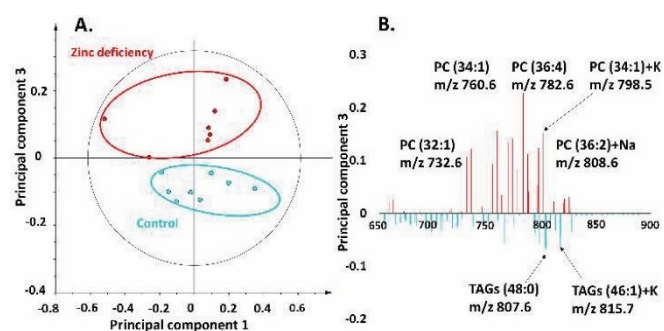 A.
Zinc deficiency
Control
Principal component 3
0.2
0
-0.2
-0.4
-0.8
-0.4
-0.2
0
0.2
0.4
0.6
Principal component 1
B.
PC (34:1)
m/z 760.6
PC (36:4)
m/z 782.6
PC (34:1)+K
m/z 798.5
PC (32:1)
m/z 732.6
PC (36:2)+Na
m/z 808.6
Principal component 3
0.3
0.2
0.1
0
-0.1
-0.2
650
700
750
800
850
900
TAGs (48:0)
m/z 807.6
TAGs (46:1)+K
m/z 815.7